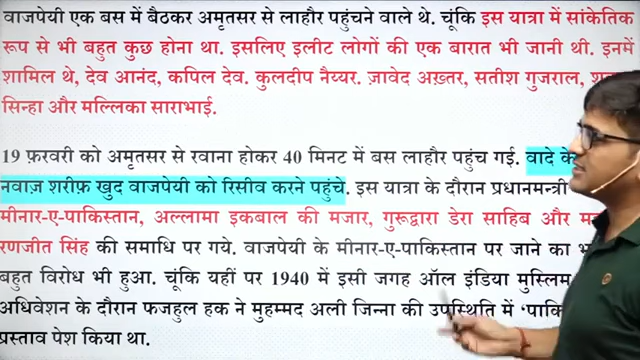 वाजपेयी एक बस में बैठकर अमृतसर से लाहौर पहुंचने वाले थे. चूंकि इस यात्रा में सांकेतिक
रूप से भी बहुत कुछ होना था. इसलिए इलीट लोगों की एक बारात भी जानी थी. इनमें
शामिल थे, देव आनंद, कपिल देव. कुलदीप नैय्यर. ज़ावेद अख़्तर, सतीश गुजराल,
सिन्हा और मल्लिका साराभाई.
19 फ़रवरी को अमृतसर से रवाना होकर 40 मिनट में बस लाहौर पहुंच गई. वादे के
नवाज़ शरीफ़ खुद वाजपेयी को रिसीव करने पहुंचे. इस यात्रा के दौरान प्रधानमन्त्री
मीनार-ए-पाकिस्तान, अल्लामा इकबाल की मजार, गुरूद्वारा डेरा साहिब और
रणजीत सिंह की समाधि पर गये. वाजपेयी के मीनार-ए-पाकिस्तान पर जाने का
बहुत विरोध भी हुआ. चूंकि यहीं पर 1940 में इसी जगह ऑल इंडिया मुस्लिम
अधिवेशन के दौरान फजहुल हक ने मुहम्मद अली जिन्ना की उपस्थिति में
प्रस्ताव पेश किया था.